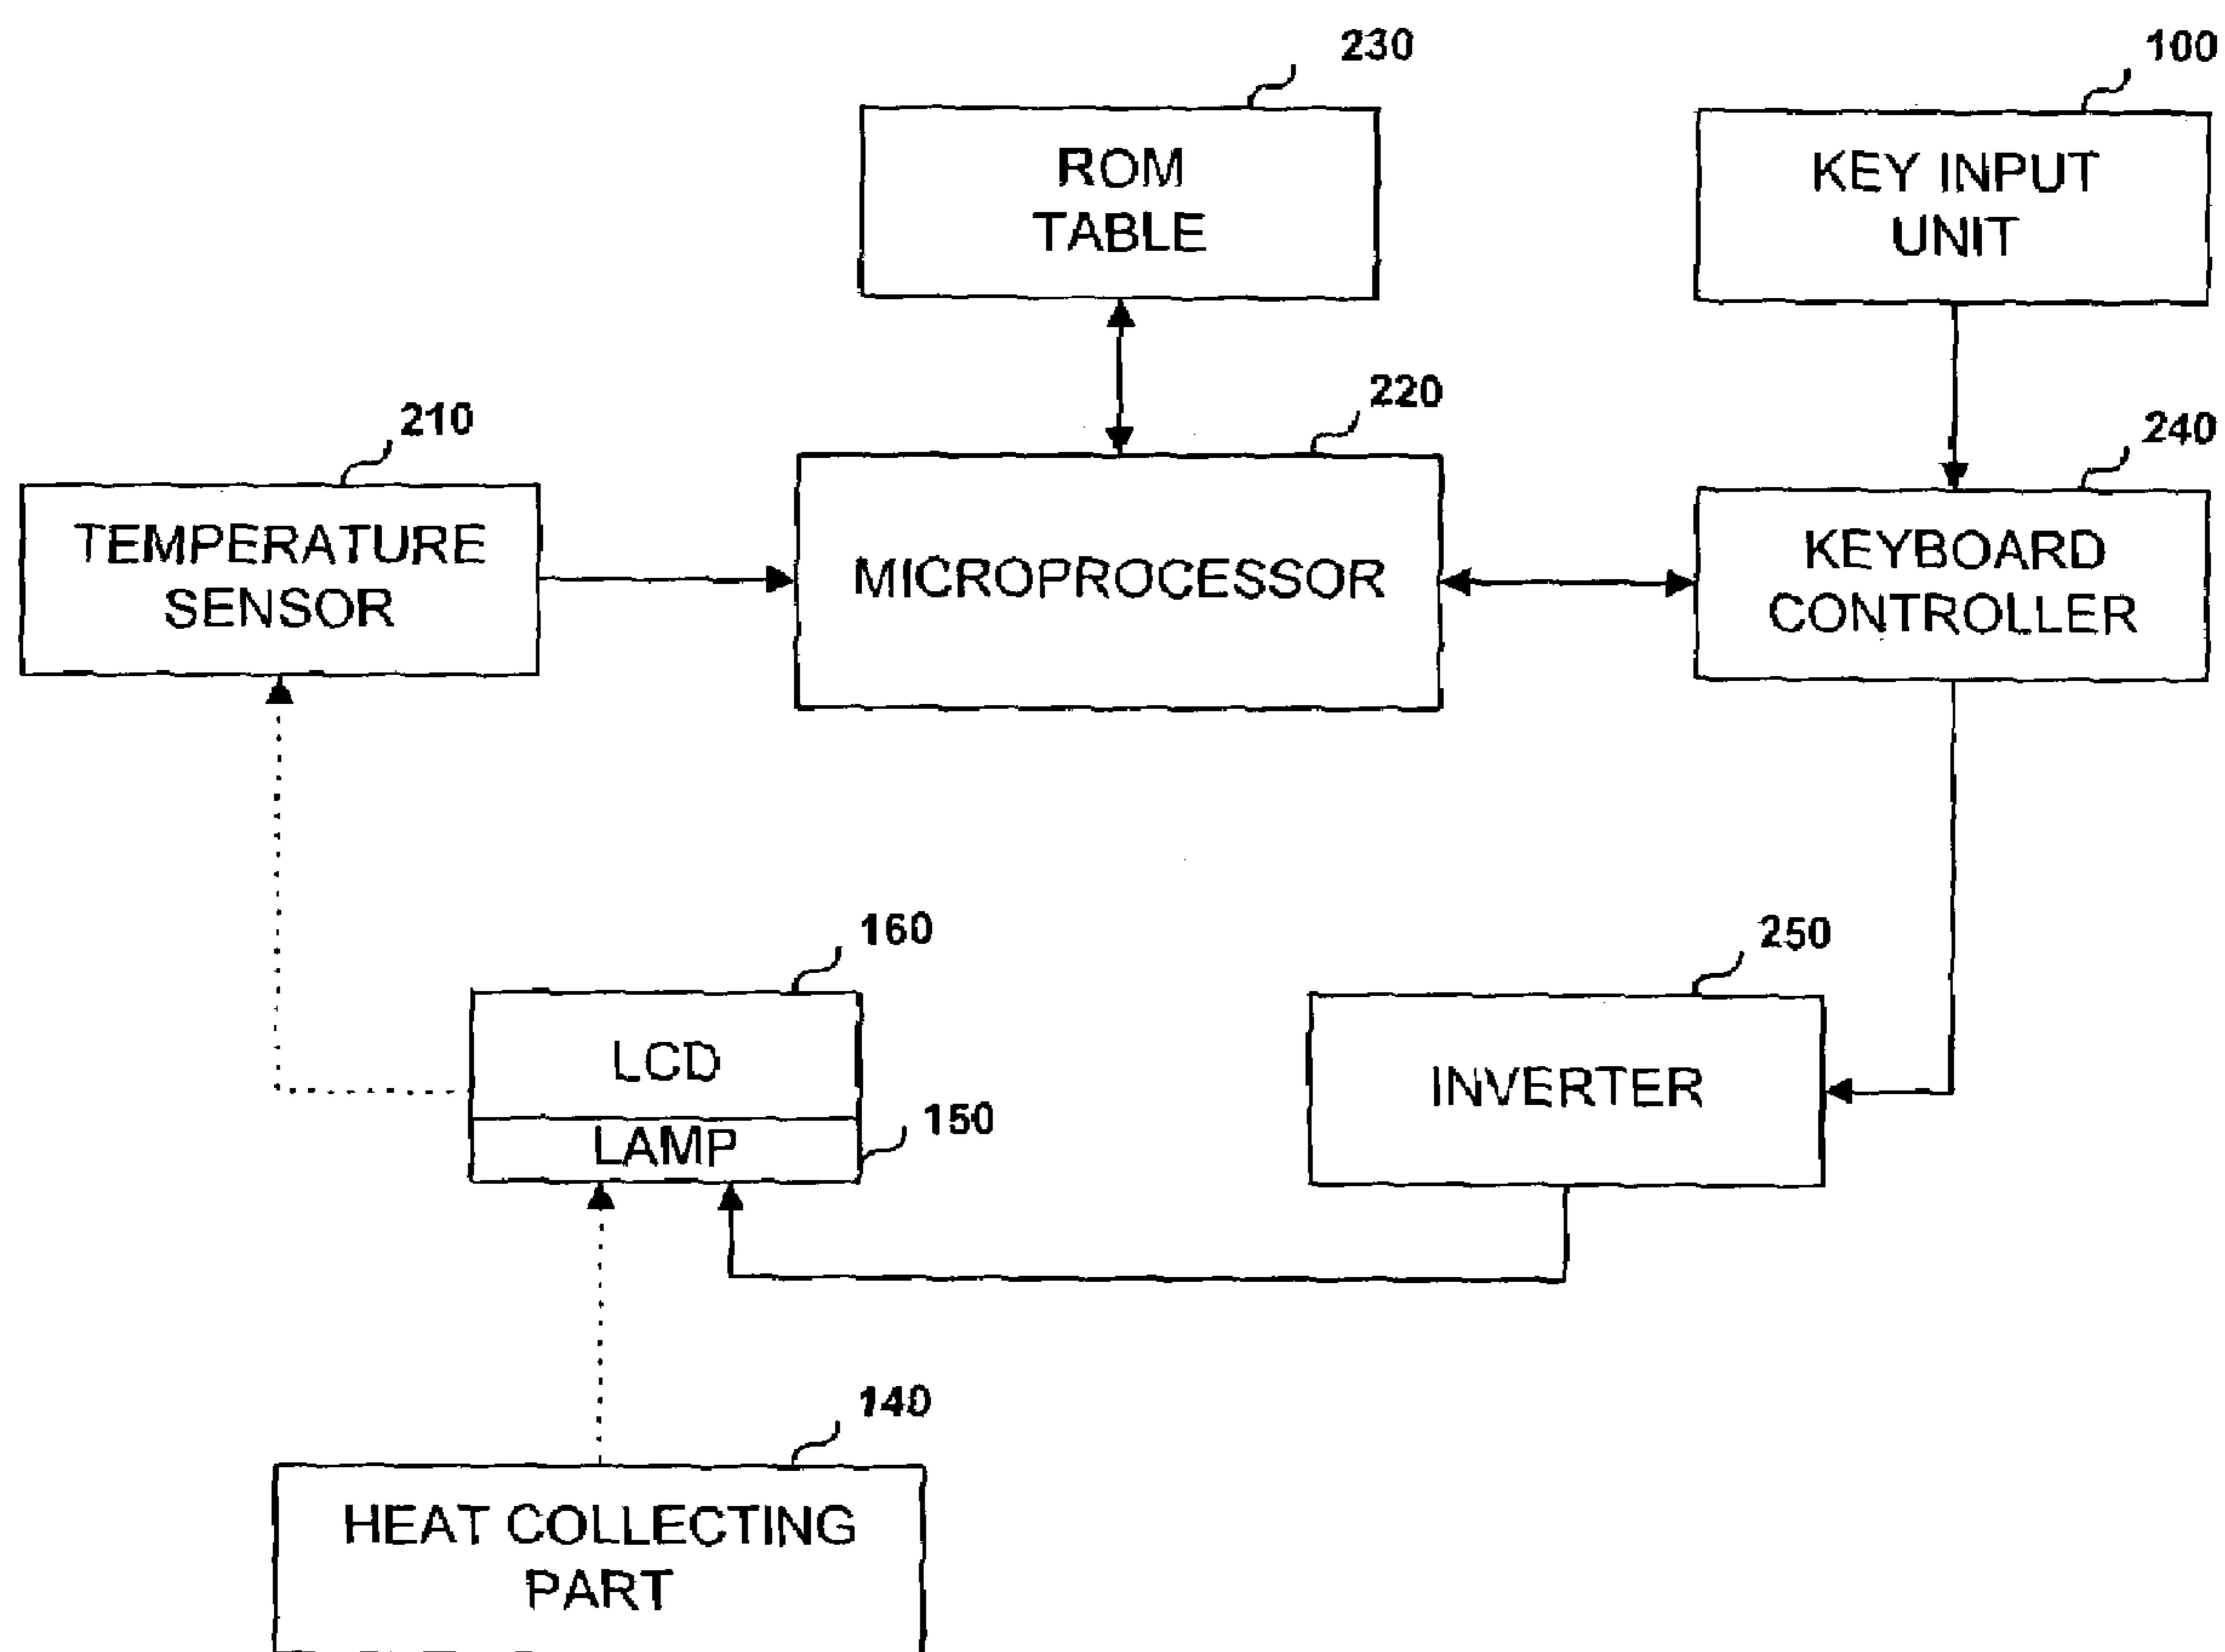 230
100
ROM
TABLE
KEY INPUT
UNIT
220
210
240
TEMPERATURE
SENSOR
MICROPROCESSOR
KEYBOARD
CONTROLLER
160
250
LCD
INVERTER
150
LAMP
140
HEAT COLLECTING
PART